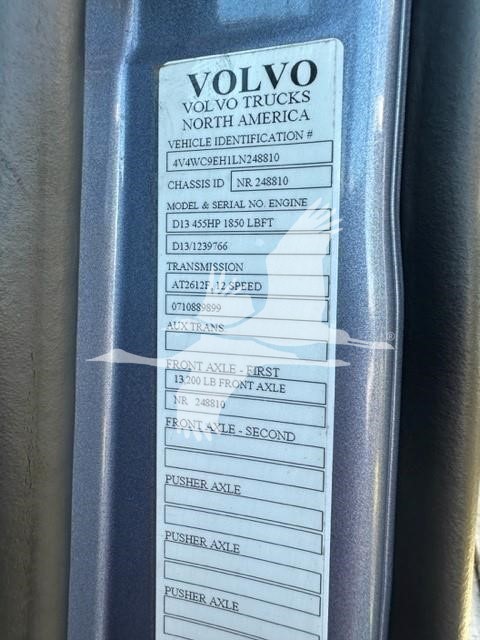 VOLVO
VOLVO TRUCKS
NORTH AMERICA
VEHICLE IDENTIFICATION #
4V4WC9EH1LN248810
CHASSIS ID NR 248810
MODEL & SERIAL NO. ENGINE
D13 455HP 1850 LBFT
D13/1239766
TRANSMISSION
AT2612F, 12 SPEED
0710889899
AUX TRANS
FRONT AXLE - FIRST
13,200 LB FRONT AXLE
NR 248810
FRONT AXLE - SECOND
PUSHER AXLE
PUSHER AXLE
PUSHER AXLE